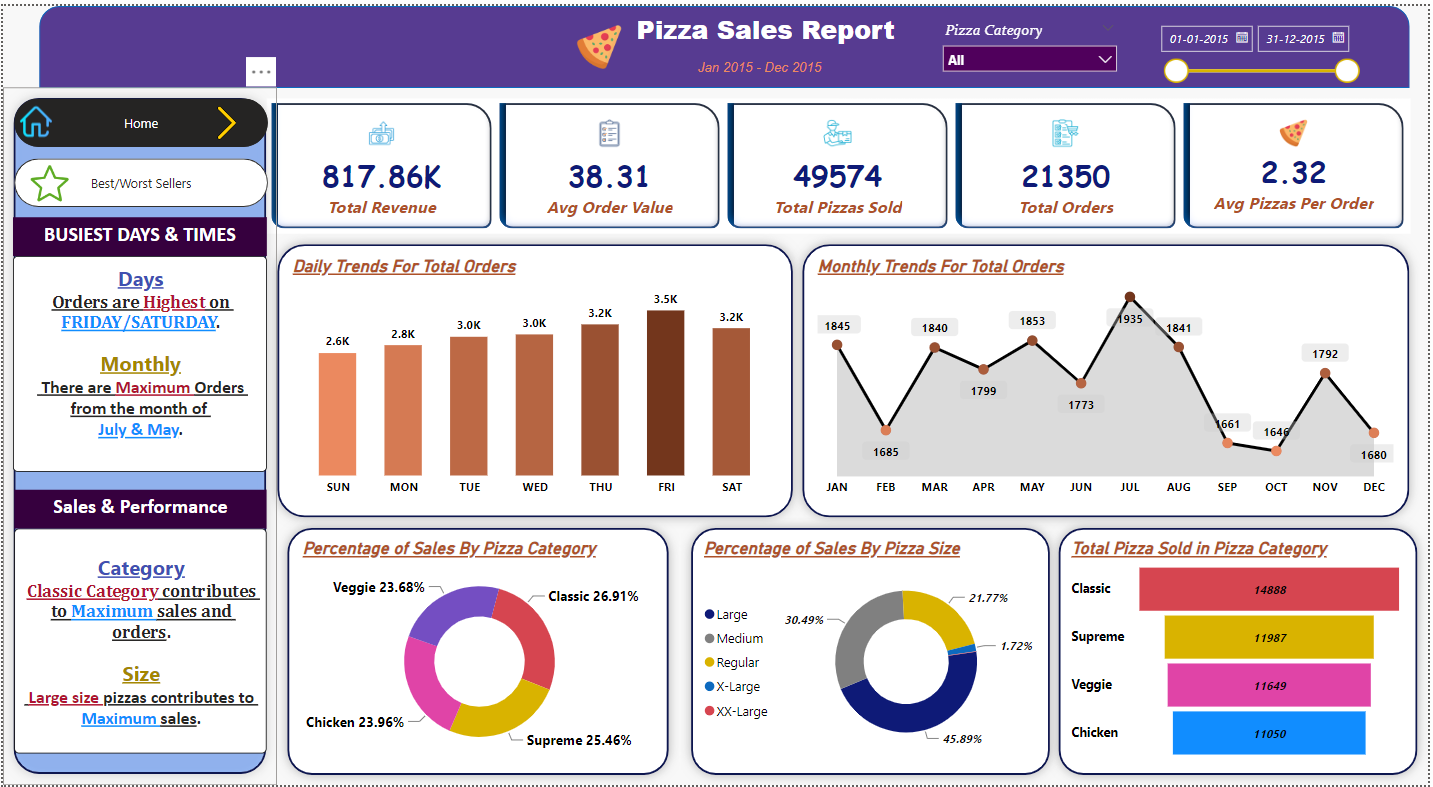 Pizza Sales Report
Jan 2015 - Dec 2015
Pizza Category
All
01-01-2015
31-12-2015
Home
Best/Worst Sellers
BUSIEST DAYS & TIMES
Days
Orders are Highest on
FRIDAY/SATURDAY.
Monthly
There are Maximum Orders
from the month of
July & May.
Sales & Performance
Category
Classic Category contributes
to Maximum sales and
orders.
Size
Large size pizzas contributes to
Maximum sales.
817.86K
Total Revenue
38.31
Avg Order Value
49574
Total Pizzas Sold
21350
Total Orders
2.32
Avg Pizzas Per Order
Daily Trends For Total Orders
2.6K
2.8K
3.0K
3.0K
3.2K
3.5K
3.2K
SUN MON TUE WED THU FRI SAT
Monthly Trends For Total Orders
1845
1685
1840
1799
1853
1773
1935
1841
1661
1646
1792
1680
JAN FEB MAR APR MAY JUN JUL AUG SEP OCT NOV DEC
Percentage of Sales By Pizza Category
Veggie 23.68%
Classic 26.91%
Chicken 23.96%
Supreme 25.46%
Percentage of Sales By Pizza Size
Large
Medium
Regular
X-Large
XX-Large
30.49%
21.77%
1.72%
45.89%
Total Pizza Sold in Pizza Category
Classic 14888
Supreme 11987
Veggie 11649
Chicken 11050